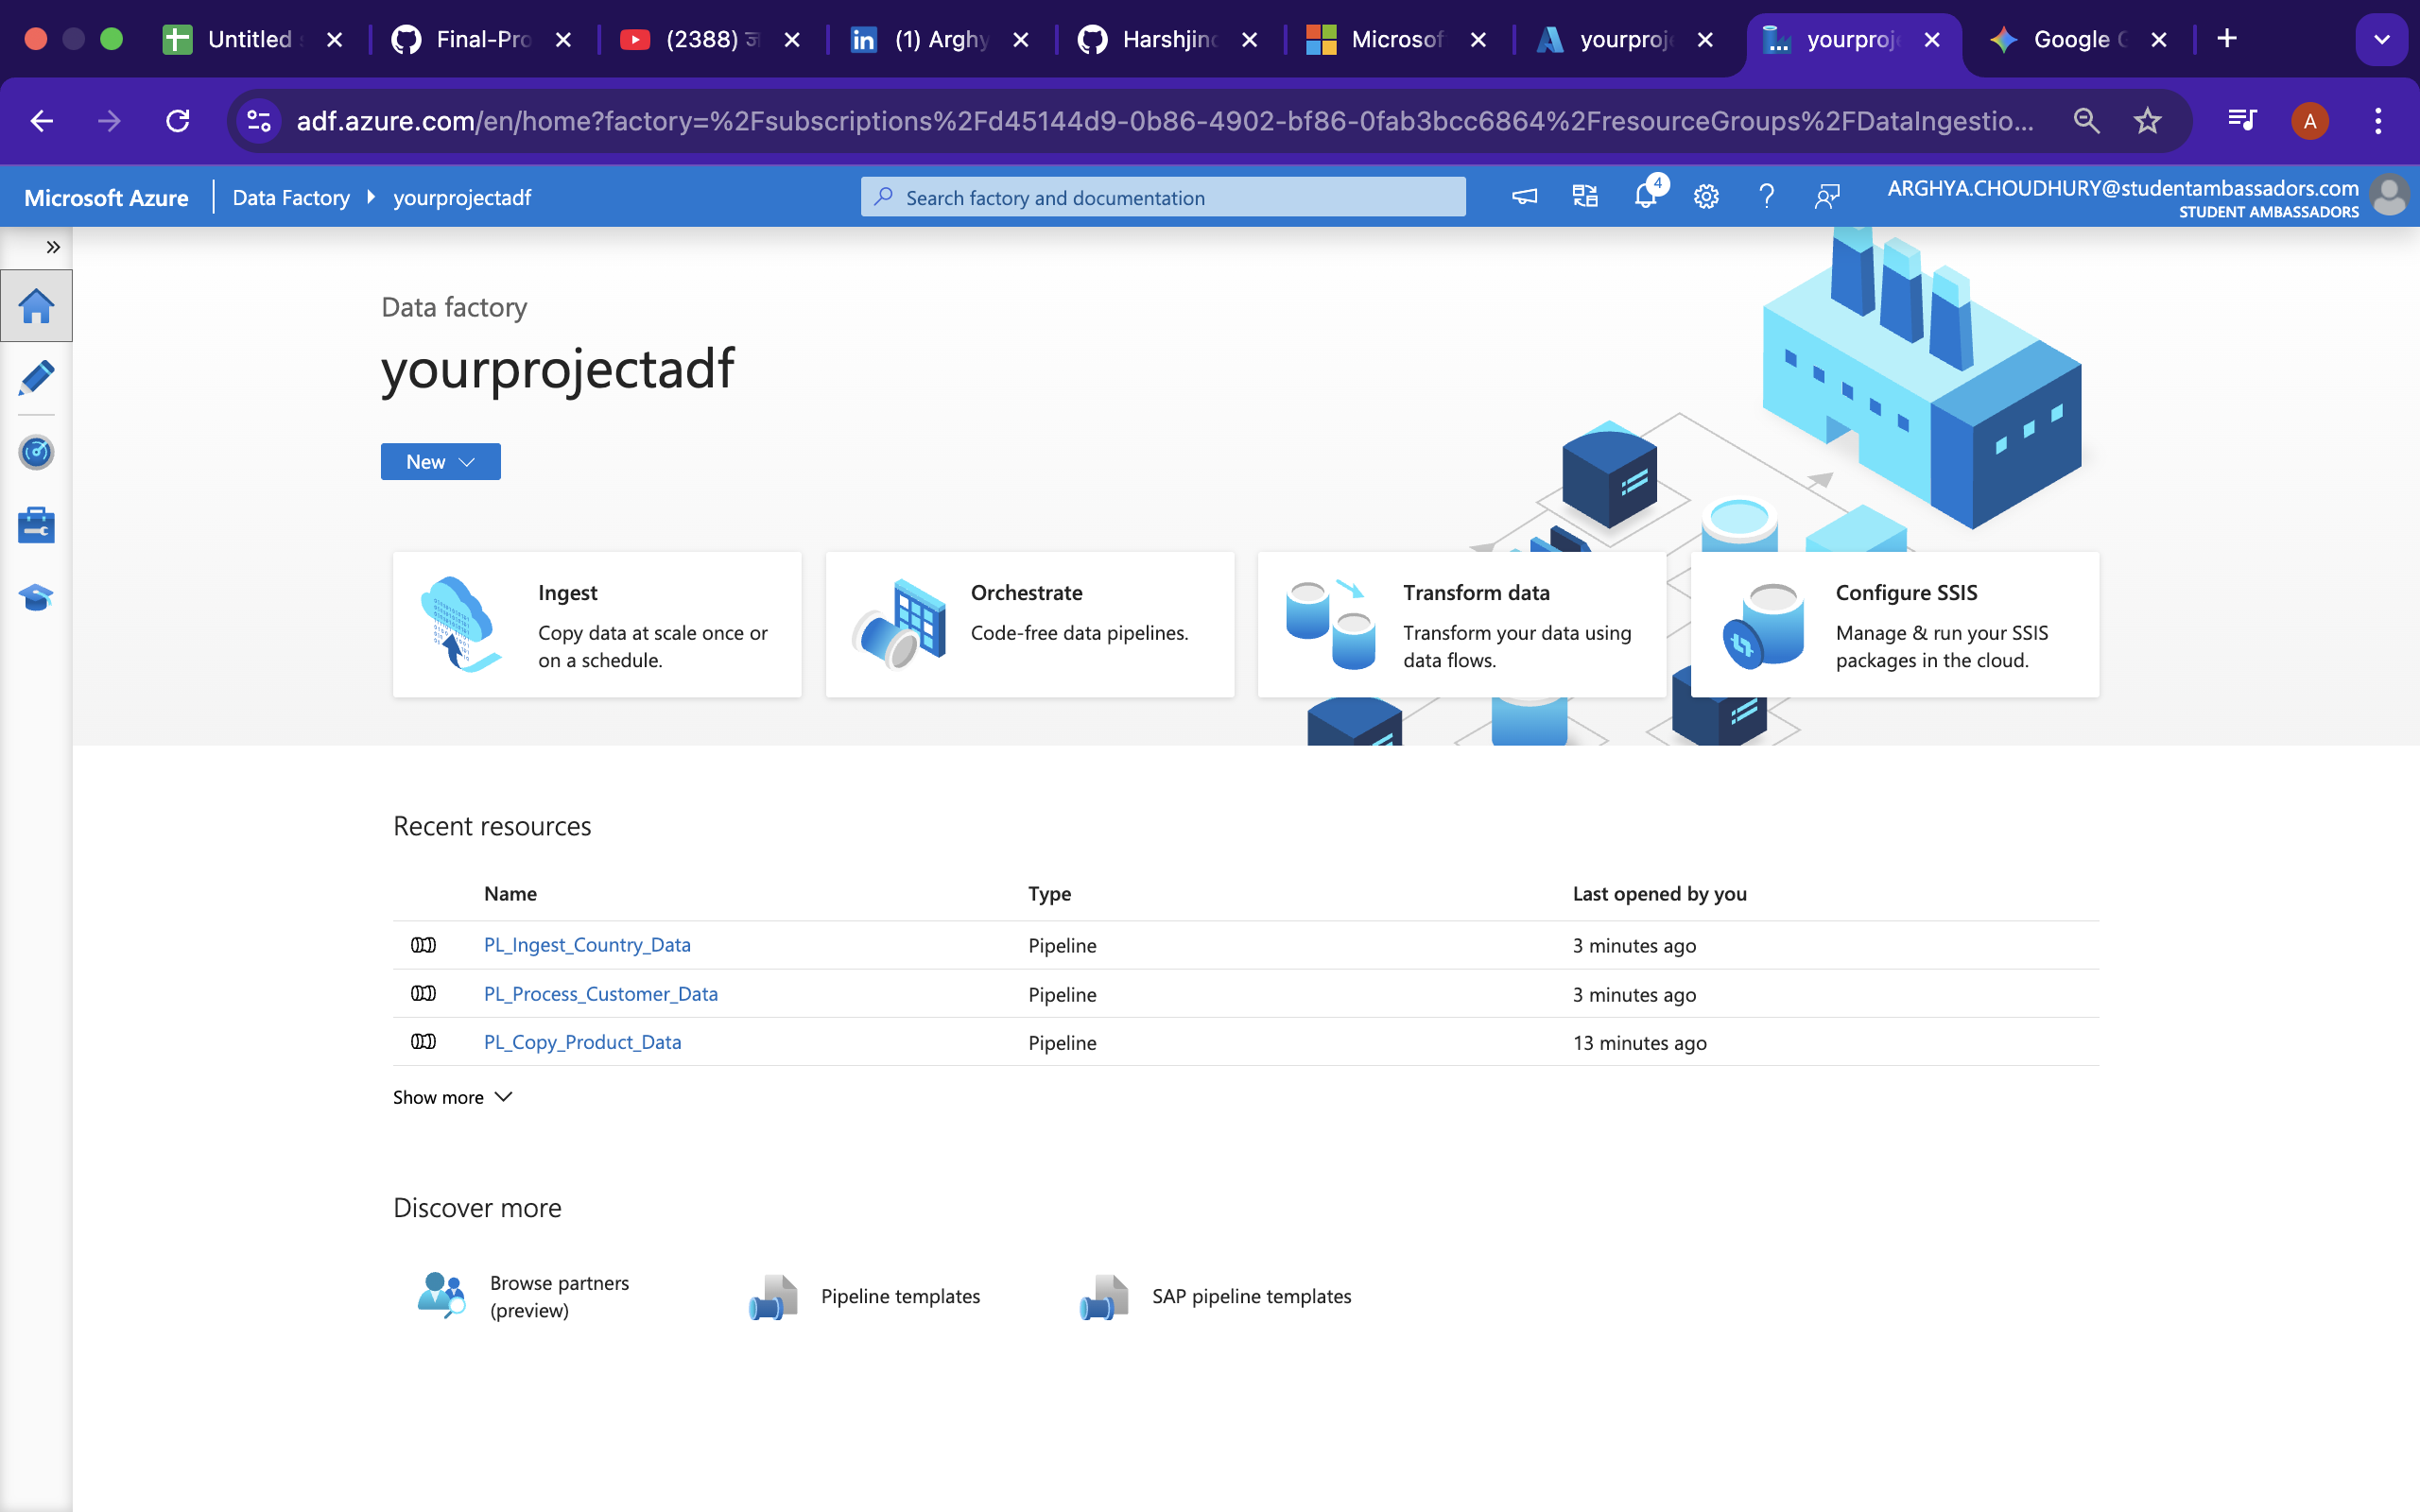 Untitled
Final-Pro
(2388)
(1) Arghy
Harshjinc
Microsof
yourproje
yourproje
Google
adf.azure.com/en/home?factory=%2Fsubscriptions%2Fd45144d9-0b86-4902-bf86-0fab3bcc6864%2FresourceGroups%2FDataIngestio...
A
Microsoft Azure
Data Factory
yourprojectadf
Search factory and documentation
4
ARGHYA.CHOUDHURY@studentambassadors.com
STUDENT AMBASSADORS
Data factory
yourprojectadf
New
Ingest
Copy data at scale once or
on a schedule.
Orchestrate
Code-free data pipelines.
Transform data
Transform your data using
data flows.
Configure SSIS
Manage & run your SSIS
packages in the cloud.
Recent resources
Name Type Last opened by you
PL_Ingest_Country_Data Pipeline 3 minutes ago
PL_Process_Customer_Data Pipeline 3 minutes ago
PL_Copy_Product_Data Pipeline 13 minutes ago
Show more
Discover more
Browse partners
(preview)
Pipeline templates
SAP pipeline templates